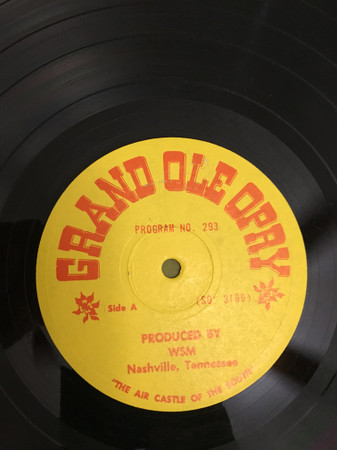 GRAND OLE OPRY
PROGRAM NO. 293
Side A
PRODUCED BY
WSM
Nashville, Tennessee
"THE AIR CASTLE OF THE SOUTH"